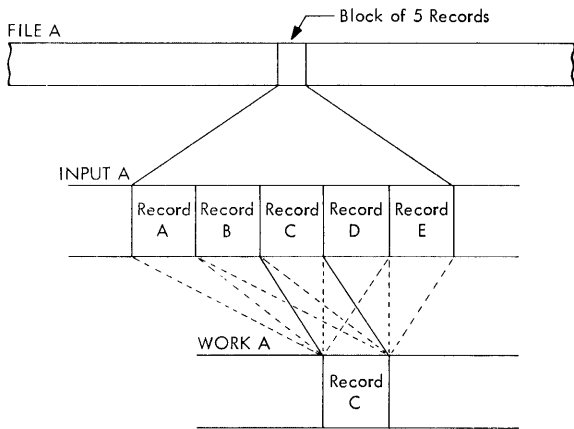 Block of 5 Records
FILE A
INPUT A
Record A
Record B
Record C
Record D
Record E
WORK A
Record C